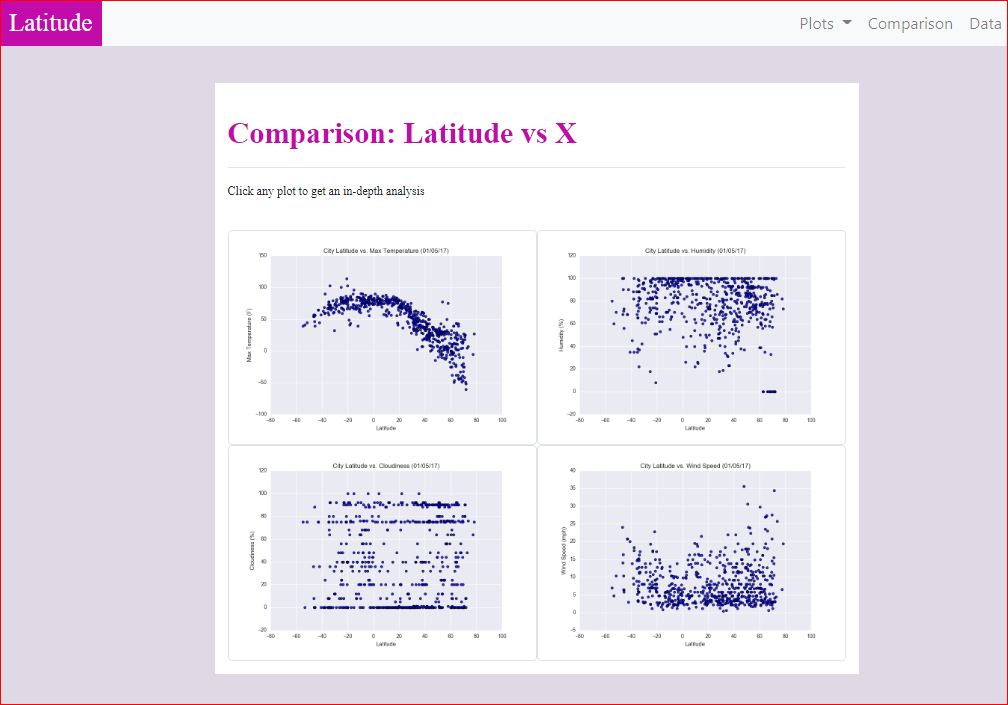 Latitude
Plots Comparison Data
Comparison: Latitude vs X
Click any plot to get an in-depth analysis
City Latitude vs. Max Temperature (01/05/17)
150
100
50
0
−50
−100
Max Temperature (F)
−80 −60 −40 −20 0 20 40 60 80 100
Latitude
City Latitude vs. Humidity (01/05/17)
120
100
80
60
40
20
0
−20
Humidity (%)
−80 −60 −40 −20 0 20 40 60 80 100
Latitude
City Latitude vs. Cloudiness (01/05/17)
120
100
80
60
40
20
0
−20
Cloudiness (%)
−80 −60 −40 −20 0 20 40 60 80 100
Latitude
City Latitude vs. Wind Speed (01/05/17)
40
35
30
25
20
15
10
5
0
−5
Wind Speed (mph)
−80 −60 −40 −20 0 20 40 60 80 100
Latitude